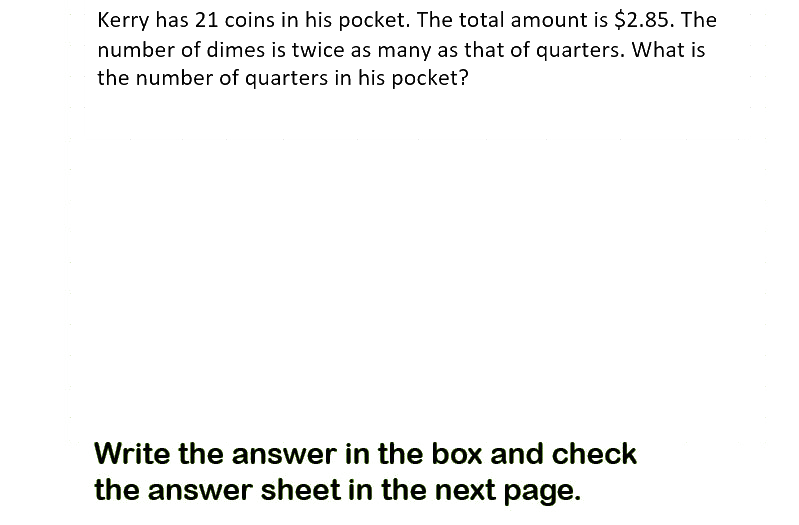 Kerry has 21 coins in his pocket. The total amount is $2.85. The
number of dimes is twice as many as that of quarters. What is
the number of quarters in his pocket?
Write the answer in the box and check
the answer sheet in the next page.